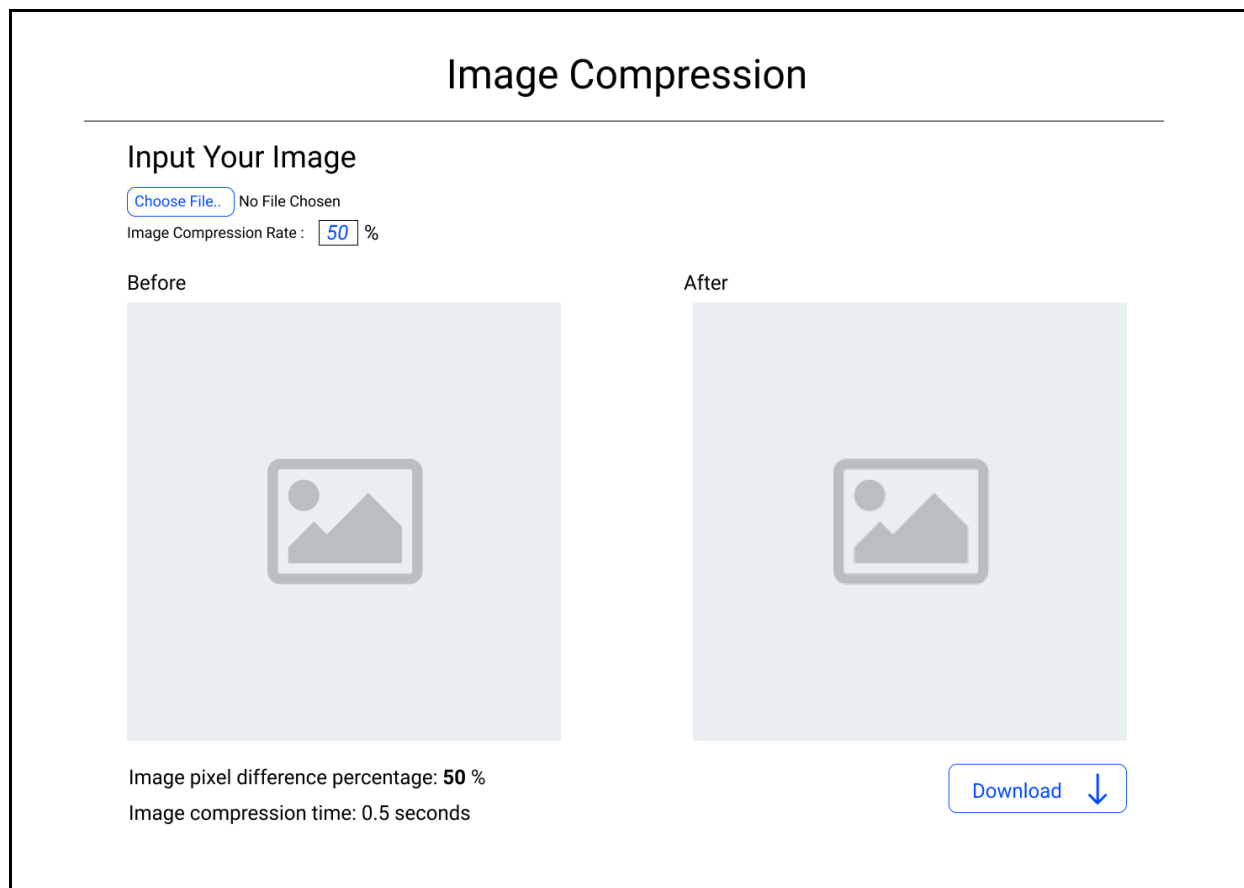 Image Compression
Input Your Image
Choose File.. No File Chosen
Image Compression Rate : 50 %
Before
After
Image pixel difference percentage: 50 %
Image compression time: 0.5 seconds
Download